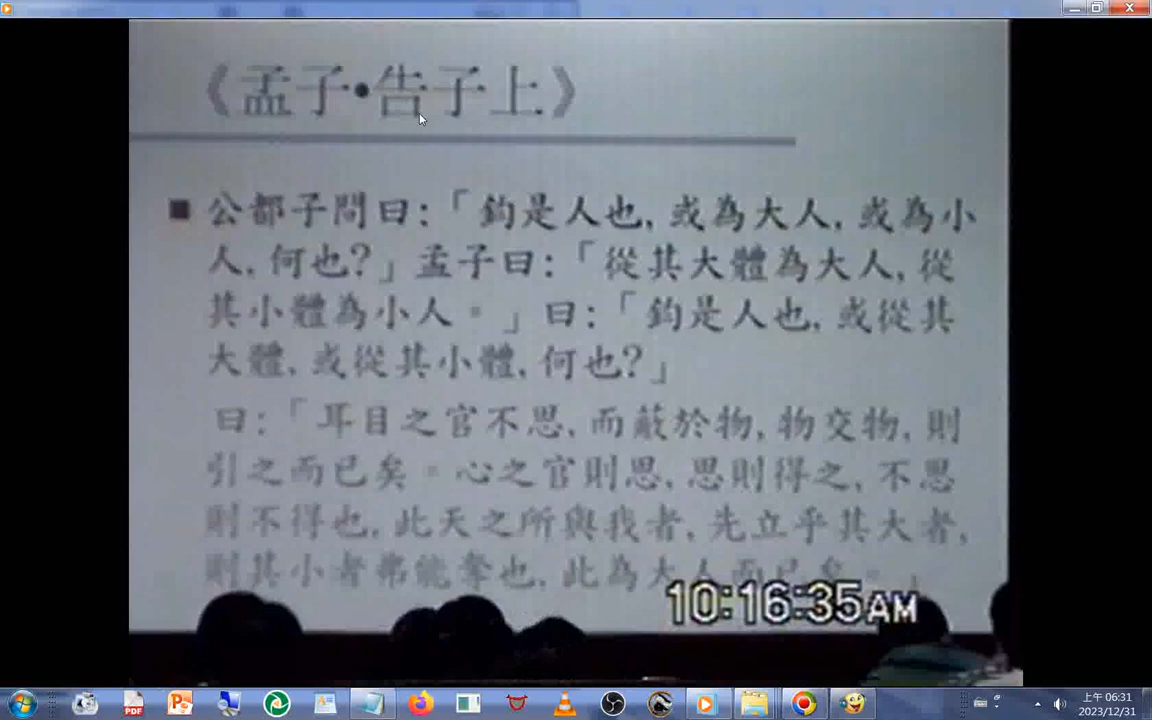 《孟子•告子上》
■ 公都子問曰:「鈞是人也,或為大人,或為小
人,何也?」孟子曰:「從其大體為大人,從
其小體為小人。」曰:「鈞是人也,或從其
大體,或從其小體,何也?」
曰:「耳目之官不思,而蔽於物,物交物,則
引之而已矣。心之官則思,思則得之,不思
則不得也,此天之所與我者,先立乎其大者,
則其小者弗能奪也,此為大人而已矣。」
10:16:35AM
PDF
上午 06:31
2023/12/31